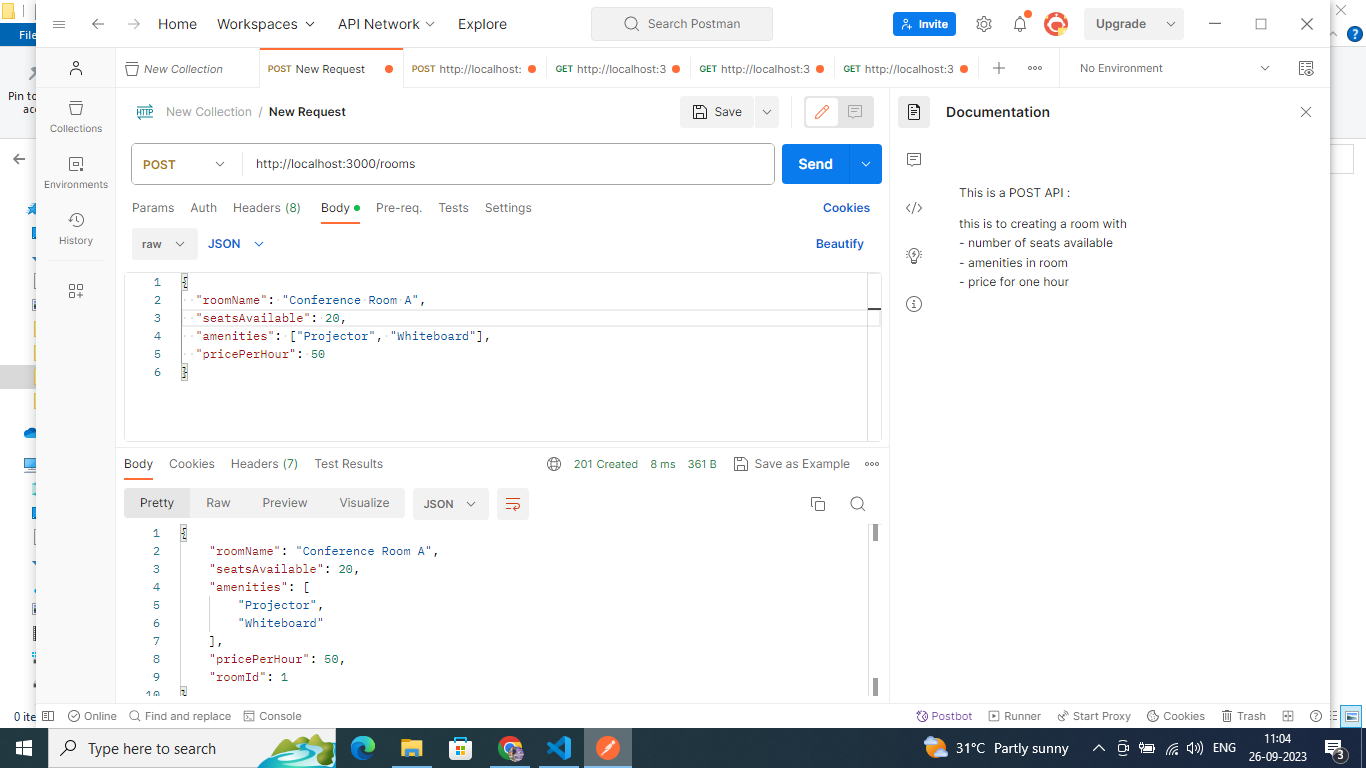 File
Home
Workspaces
API Network
Explore
Search Postman
Invite
Upgrade
?
New Collection
POST New Request
POST http://localhost:
GET http://localhost:3
GET http://localhost:3
GET http://localhost:3
No Environment
Pin to
acc
Collections
Environments
History
HTTP
New Collection / New Request
Save
POST
http://localhost:3000/rooms
Send
Params
Auth
Headers (8)
Body
Pre-req.
Tests
Settings
Cookies
raw
JSON
Beautify
1 {
2 "roomName": "Conference Room A",
3 "seatsAvailable": 20,
4 "amenities": ["Projector", "Whiteboard"],
5 "pricePerHour": 50
6 }
Documentation
This is a POST API :
this is to creating a room with
- number of seats available
- amenities in room
- price for one hour
Body
Cookies
Headers (7)
Test Results
201 Created
8 ms
361 B
Save as Example
Pretty
Raw
Preview
Visualize
JSON
1 {
2 "roomName": "Conference Room A",
3 "seatsAvailable": 20,
4 "amenities": [
5 "Projector",
6 "Whiteboard"
7 ],
8 "pricePerHour": 50,
9 "roomId": 1
10 }
0 ite
Online
Find and replace
Console
Postbot
Runner
Start Proxy
Cookies
Trash
Type here to search
31°C Partly sunny
ENG
11:04
26-09-2023
3